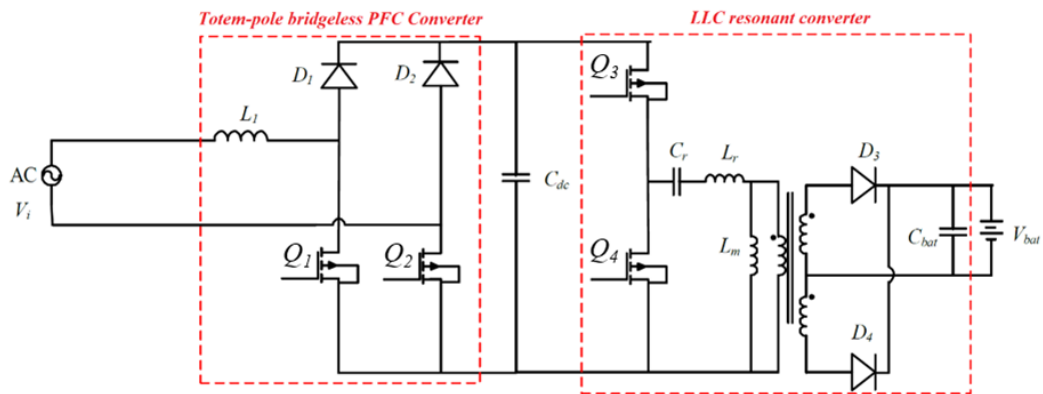 Totem-pole bridgeless PFC Converter
LLC resonant converter
D1
D2
Q3
L1
Cr
Lr
D3
AC
Vi
Cdc
Lm
Cbat
Vbat
Q1
Q2
Q4
D4